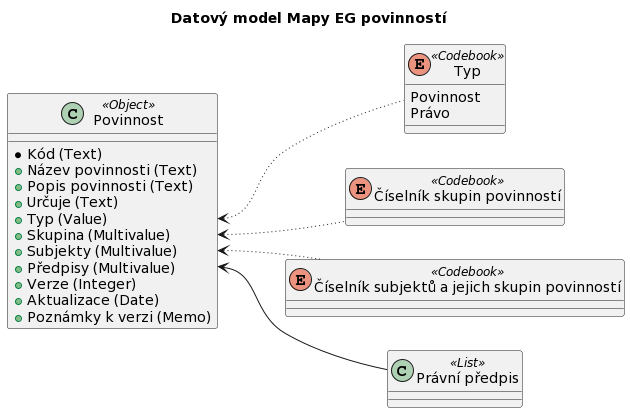 Datový model Mapy EG povinností
C
«Object»
Povinnost
Kód (Text)
Název povinnosti (Text)
Popis povinnosti (Text)
Určuje (Text)
Typ (Value)
Skupina (Multivalue)
Subjekty (Multivalue)
Předpisy (Multivalue)
Verze (Integer)
Aktualizace (Date)
Poznámky k verzi (Memo)
E
«Codebook»
Typ
Povinnost
Právo
E
«Codebook»
Číselník skupin povinností
E
«Codebook»
Číselník subjektů a jejich skupin povinností
C
«List»
Právní předpis